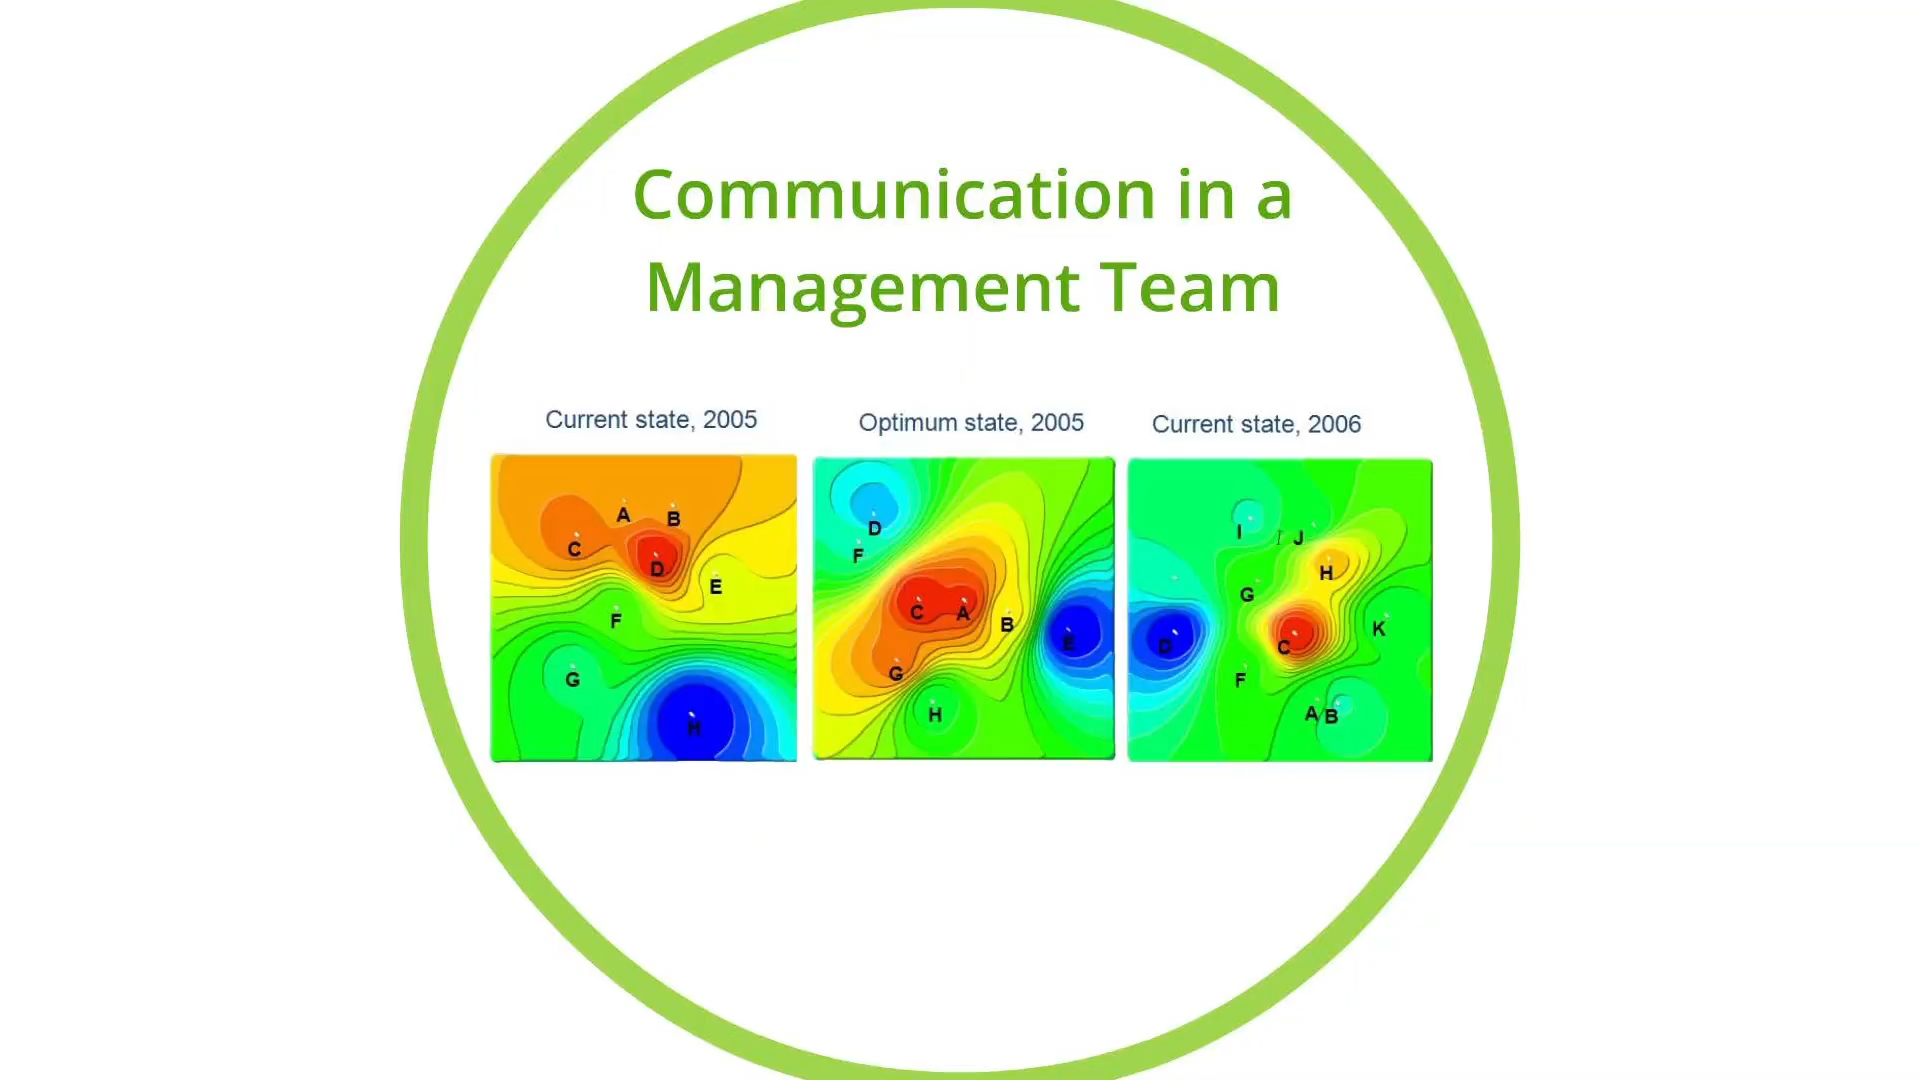 Communication in a
Management Team
Current state, 2005
Optimum state, 2005
Current state, 2006
A
B
C
D
E
F
G
H
D
F
C
A
B
E
G
H
I
J
H
G
K
D
C
F
A
B